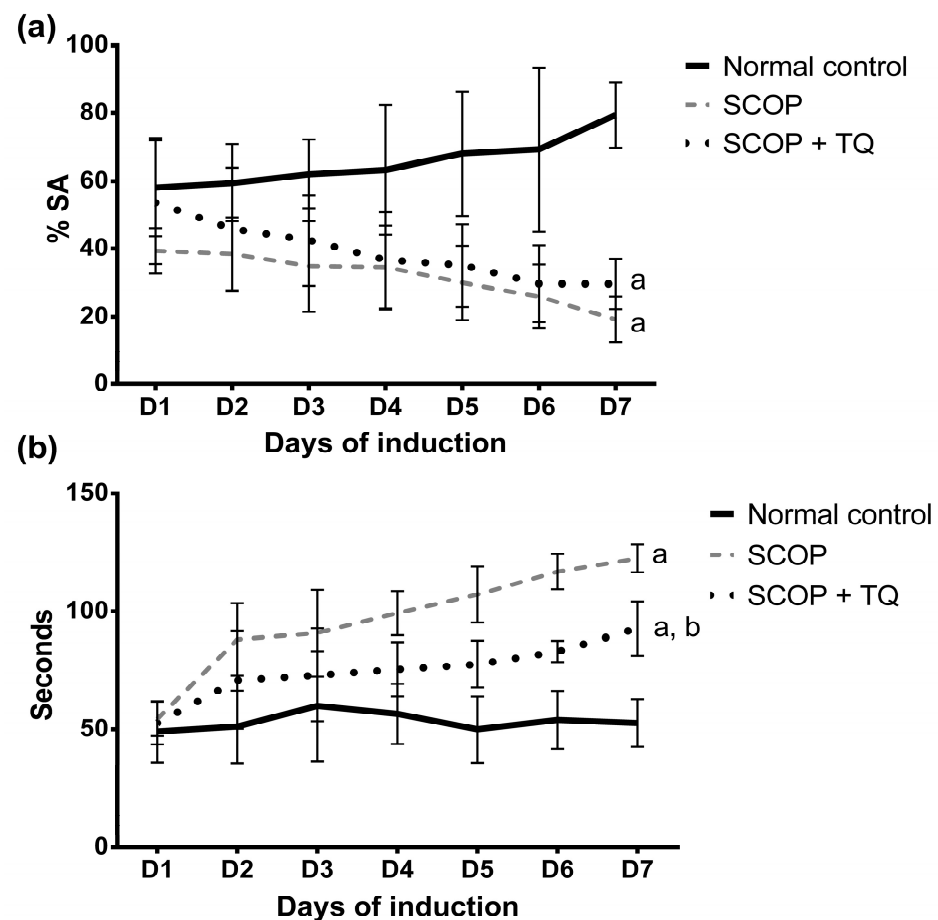 (a)
100
80
60
40
20
0
% SA
D1 D2 D3 D4 D5 D6 D7
Days of induction
Normal control
SCOP
SCOP + TQ
a
a
(b)
150
100
50
0
Seconds
D1 D2 D3 D4 D5 D6 D7
Days of induction
Normal control
SCOP
SCOP + TQ
a
a, b